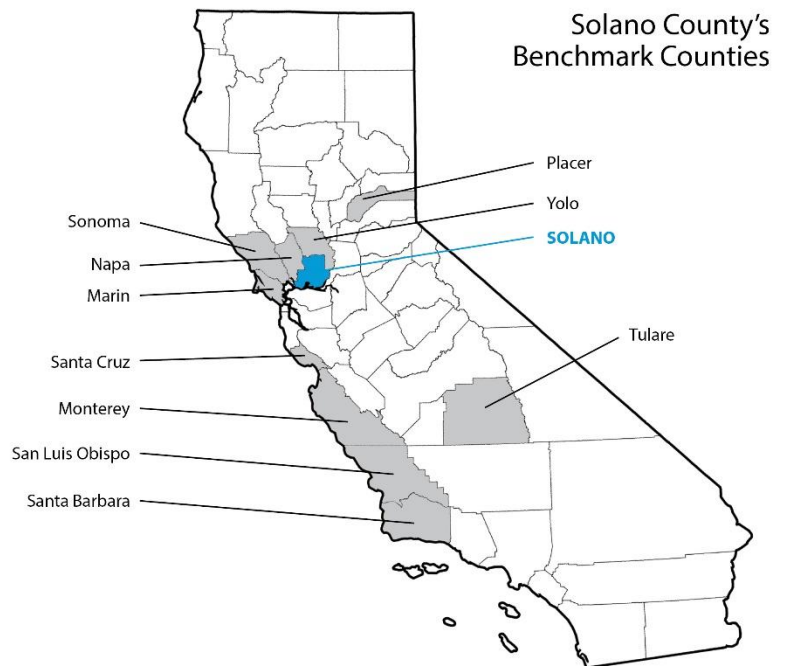 Solano County's
Benchmark Counties
Placer
Yolo
SOLANO
Sonoma
Napa
Marin
Tulare
Santa Cruz
Monterey
San Luis Obispo
Santa Barbara